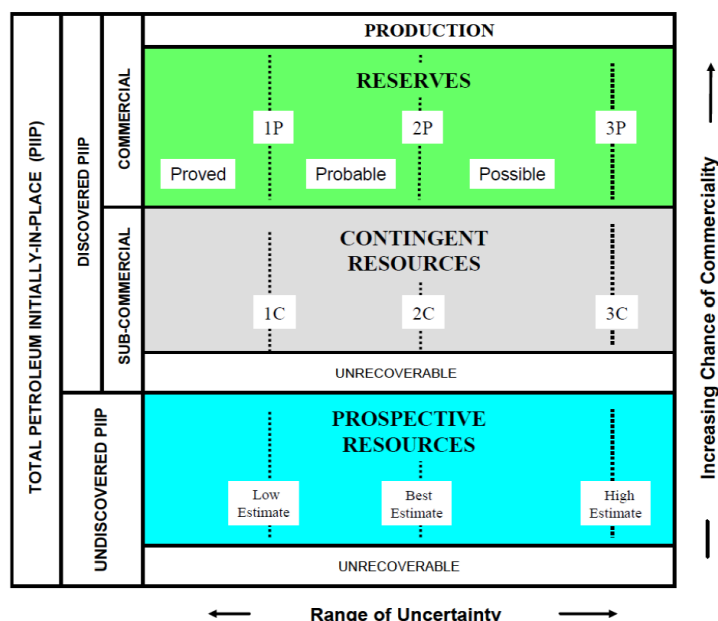 PRODUCTION
RESERVES
1P
2P
3P
Proved
Probable
Possible
CONTINGENT
RESOURCES
1C
2C
3C
UNRECOVERABLE
PROSPECTIVE
RESOURCES
Low
Estimate
Best
Estimate
High
Estimate
UNRECOVERABLE
TOTAL PETROLEUM INITIALLY-IN-PLACE (PIIP)
DISCOVERED PIIP
UNDISCOVERED PIIP
COMMERCIAL
SUB-COMMERCIAL
Increasing Chance of Commerciality
Range of Uncertainty